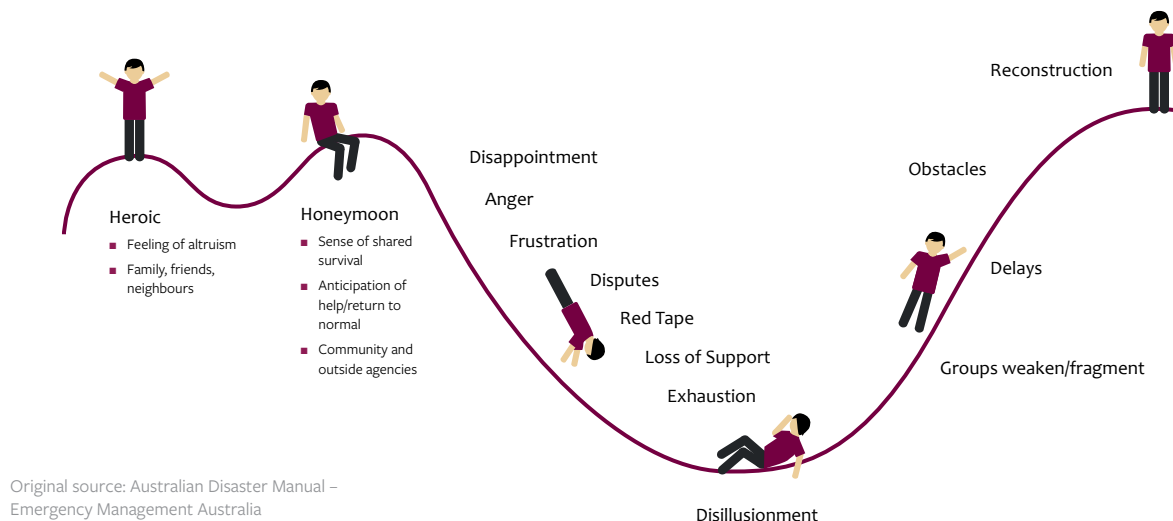 Heroic
Feeling of altruism
Family, friends,
neighbours
Honeymoon
Sense of shared
survival
Anticipation of
help/return to
normal
Community and
outside agencies
Disappointment
Anger
Frustration
Disputes
Red Tape
Loss of Support
Exhaustion
Disillusionment
Groups weaken/fragment
Delays
Obstacles
Reconstruction
Original source: Australian Disaster Manual –
Emergency Management Australia